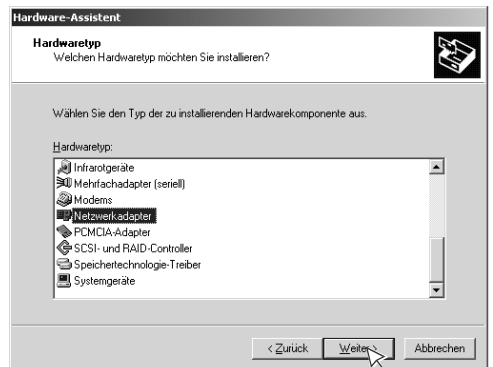 Hardware-Assistent
Hardwaretyp
Welchen Hardwaretyp möchten Sie installieren?
Wählen Sie den Typ der zu installierenden Hardwarekomponente aus.
Hardwaretyp:
Infrarotgeräte
Mehrfachadapter (seriell)
Modems
Netzwerkadapter
PCMCIA-Adapter
SCSI- und RAID-Controller
Speichertechnologie-Treiber
Systemgeräte
< Zurück Weiter > Abbrechen